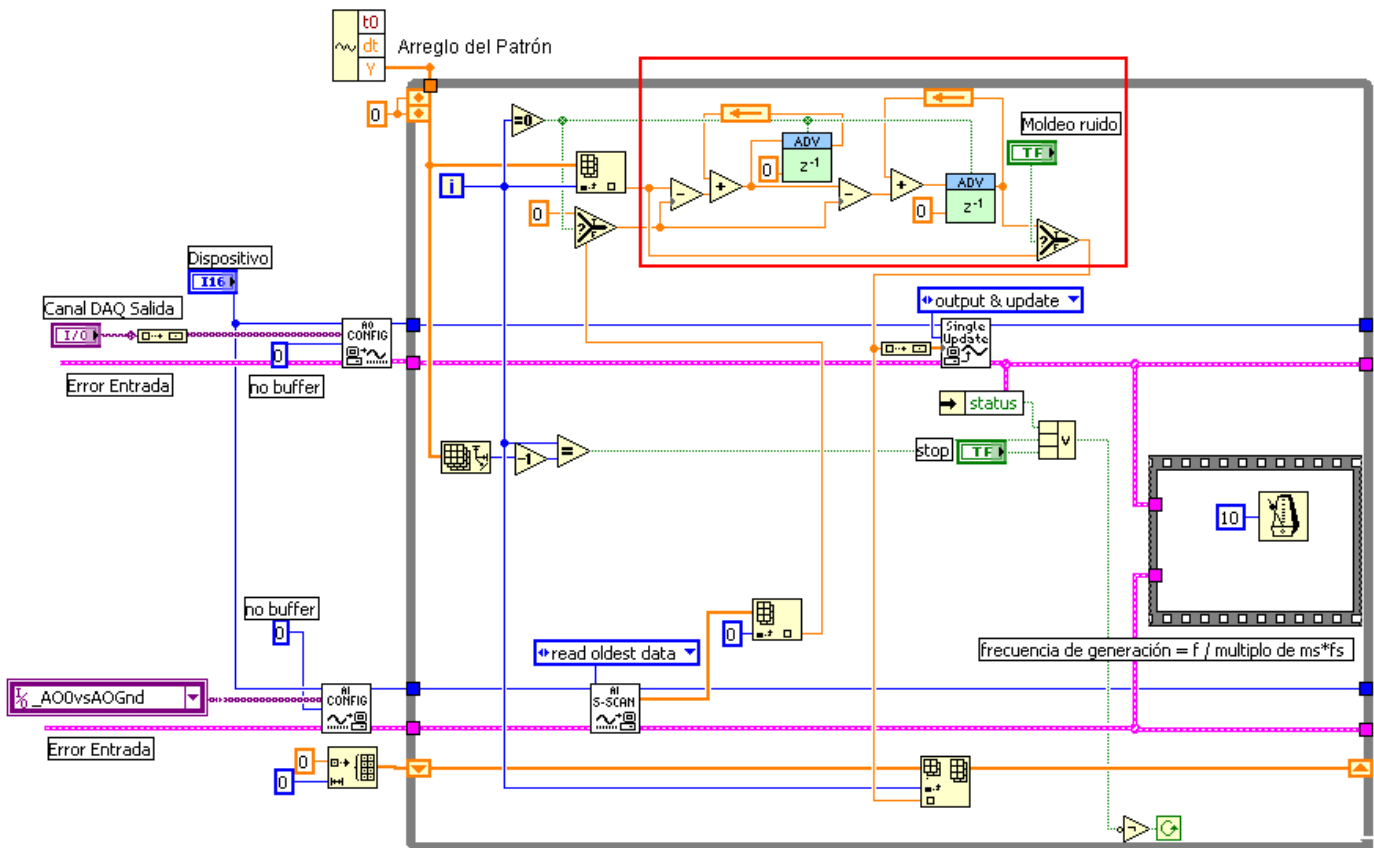 t0
dt
Y
Arreglo del Patrón
0
=0
ADV
z-1
0
Moldeo ruido
TF
i
ADV
z-1
0
0
?
T
F
?
T
F
Dispositivo
I16
Canal DAQ Salida
I/O
AO CONFIG
output & update
Single Update
0
Error Entrada
no buffer
status
-1
=
stop
TF
v
10
no buffer
0
0
read oldest data
frecuencia de generación = f / multiplo de ms*fs
_AO0vsAOGnd
AI CONFIG
AI S-SCAN
Error Entrada
0
0